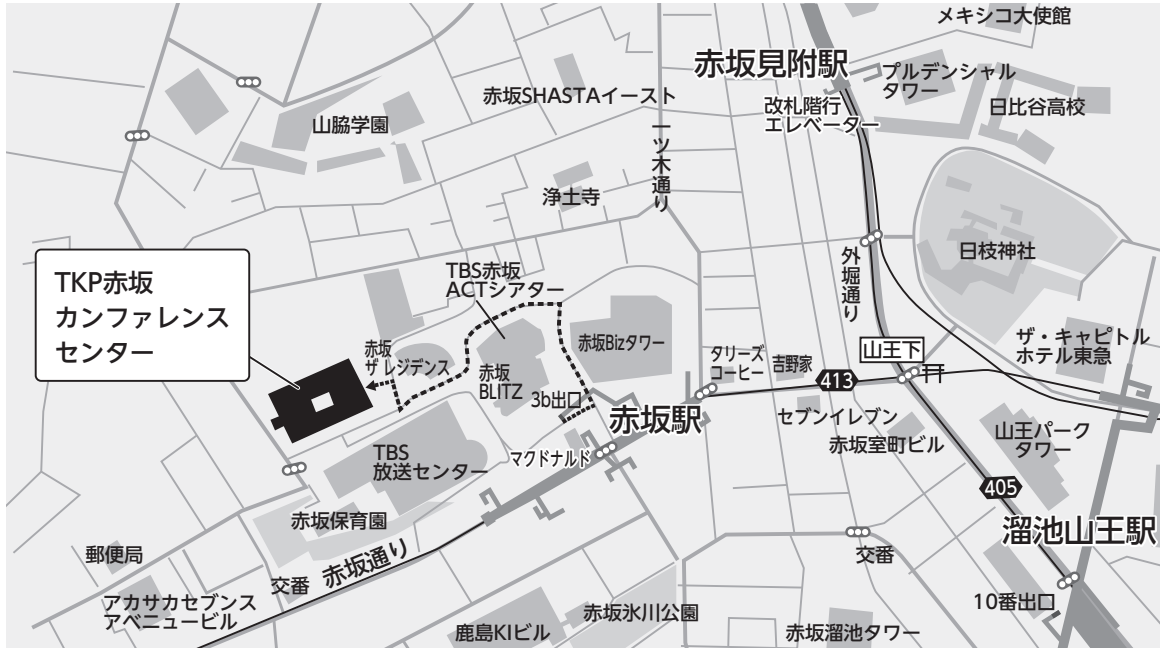 メキシコ大使館
赤坂見附駅
プルデンシャル
タワー
赤坂SHASTAイースト
改札階行
エレベーター
日比谷高校
山脇学園
一ツ木通り
浄土寺
日枝神社
外堀通り
TKP赤坂
カンファレンス
センター
TBS赤坂
ACTシアター
ザ・キャピトル
ホテル東急
赤坂
ザ レジデンス
赤坂Bizタワー
タリーズ
コーヒー
吉野家
山王下
413
赤坂
BLITZ
3b出口
赤坂駅
セブンイレブン
赤坂室町ビル
山王パーク
タワー
TBS
放送センター
マクドナルド
405
赤坂保育園
溜池山王駅
赤坂通り
郵便局
交番
交番
アカサカセブンス
アベニュービル
10番出口
赤坂氷川公園
鹿島KIビル
赤坂溜池タワー